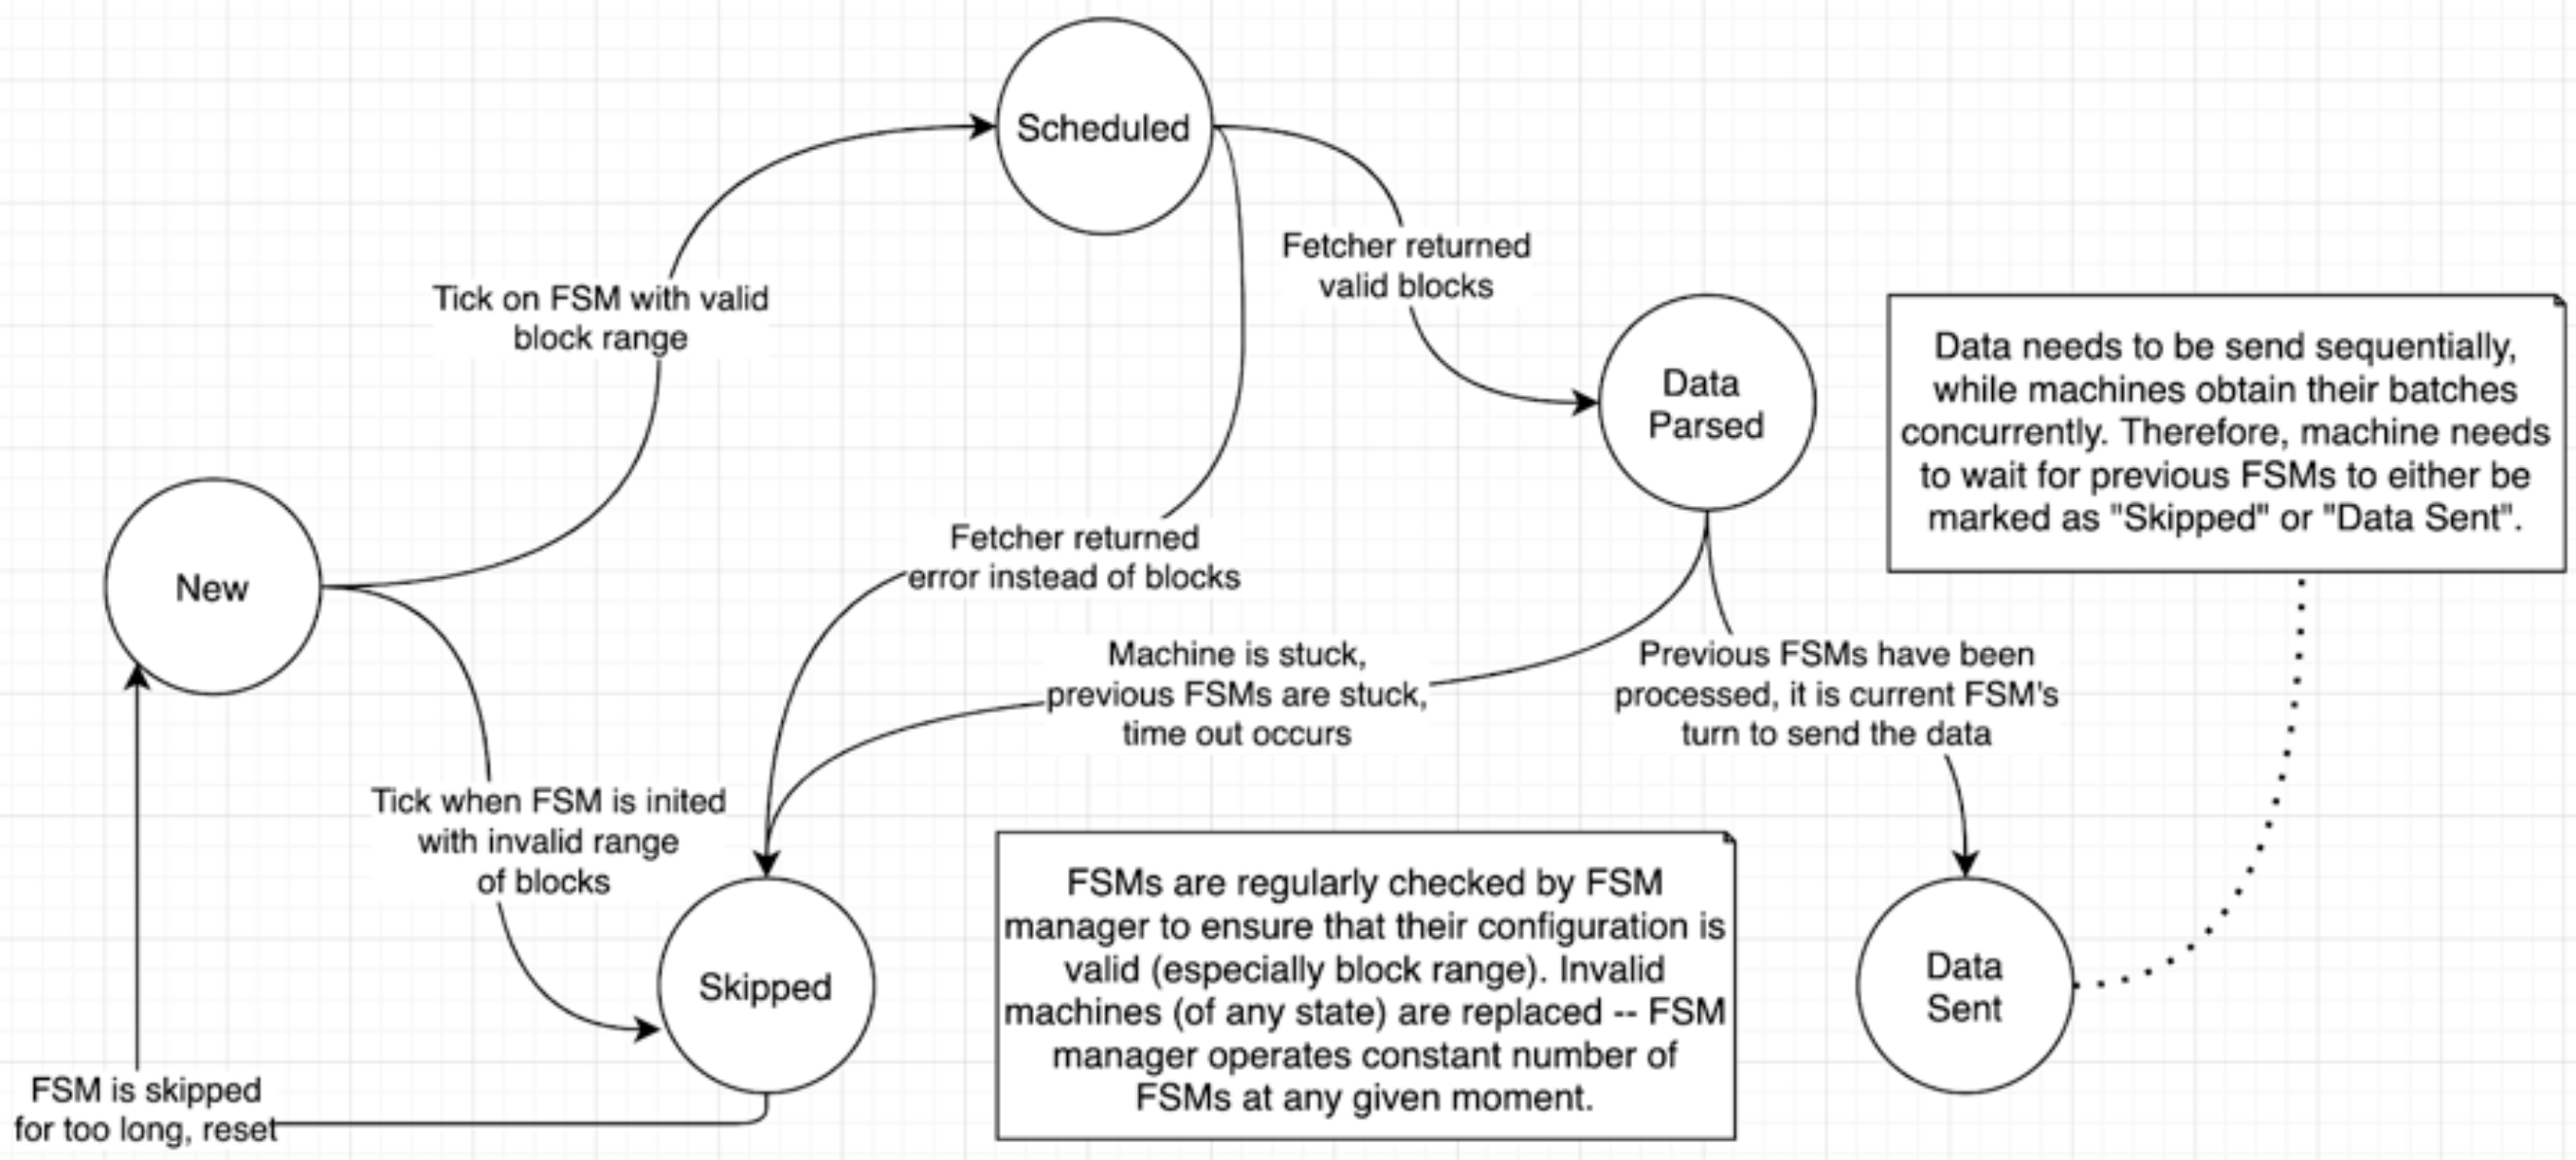 Scheduled
Fetcher returned
valid blocks
Tick on FSM with valid
block range
Data
Parsed
Data needs to be send sequentially,
while machines obtain their batches
concurrently. Therefore, machine needs
to wait for previous FSMs to either be
marked as "Skipped" or "Data Sent".
New
Fetcher returned
error instead of blocks
Machine is stuck,
previous FSMs are stuck,
time out occurs
Previous FSMs have been
processed, it is current FSM's
turn to send the data
Tick when FSM is inited
with invalid range
of blocks
Skipped
FSMs are regularly checked by FSM
manager to ensure that their configuration is
valid (especially block range). Invalid
machines (of any state) are replaced -- FSM
manager operates constant number of
FSMs at any given moment.
Data
Sent
FSM is skipped
for too long, reset